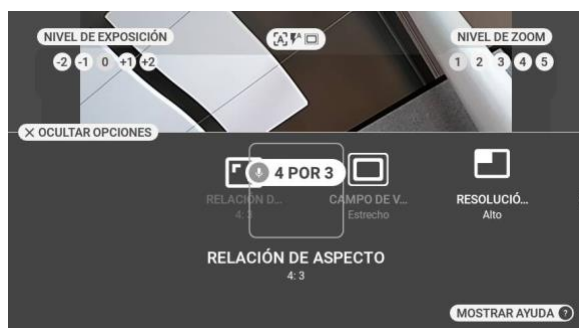 NIVEL DE EXPOSICIÓN
-2 -1 0 +1 +2
A
NIVEL DE ZOOM
1 2 3 4 5
X OCULTAR OPCIONES
4 POR 3
RELACIÓN D...
4:3
CAMPO DE V...
Estrecho
RESOLUCIÓ...
Alto
RELACIÓN DE ASPECTO
4:3
MOSTRAR AYUDA ?